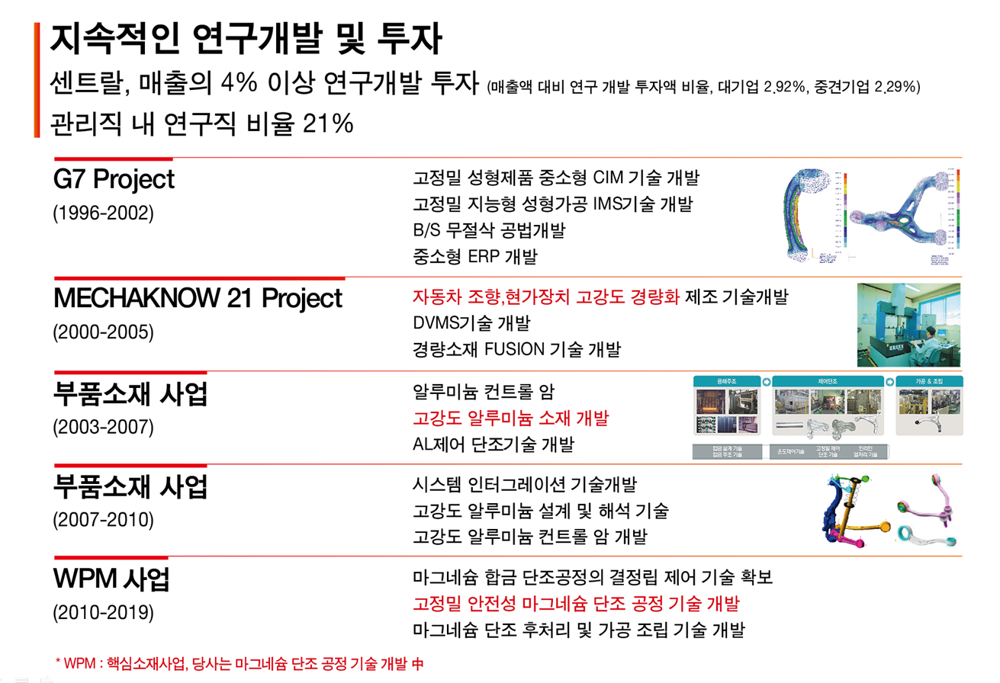 지속적인 연구개발 및 투자
센트랄, 매출의 4% 이상 연구개발 투자 (매출액 대비 연구 개발 투자액 비율, 대기업 2.92%, 중견기업 2.29%)
관리직 내 연구직 비율 21%
G7 Project
(1996-2002)
고정밀 성형제품 중소형 CIM 기술 개발
고정밀 지능형 성형가공 IMS기술 개발
B/S 무절삭 공법개발
중소형 ERP 개발
MECHAKNOW 21 Project
(2000-2005)
자동차 조향,현가장치 고강도 경량화 제조 기술개발
DVMS기술 개발
경량소재 FUSION 기술 개발
ZEISS
부품소재 사업
(2003-2007)
알루미늄 컨트롤 암
고강도 알루미늄 소재 개발
AL제어 단조기술 개발
용해주조
제어단조
가공 & 조립
합금 설계 기술
합금 주조 기술
온도제어기술
고정밀 제어
단조 기술
인라인
열처리 기술
부품소재 사업
(2007-2010)
시스템 인터그레이션 기술개발
고강도 알루미늄 설계 및 해석 기술
고강도 알루미늄 컨트롤 암 개발
WPM 사업
(2010-2019)
마그네슘 합금 단조공정의 결정립 제어 기술 확보
고정밀 안전성 마그네슘 단조 공정 기술 개발
마그네슘 단조 후처리 및 가공 조립 기술 개발
* WPM : 핵심소재사업, 당사는 마그네슘 단조 공정 기술 개발 中